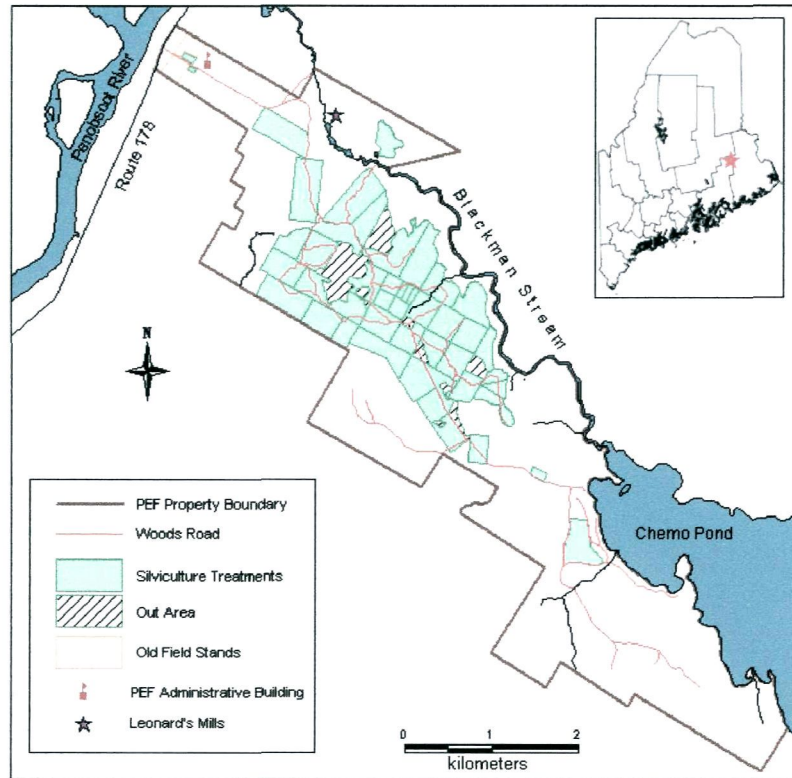 Penobscot River
Route 178
Blackman Stream
N
Chemo Pond
PEF Property Boundary
Woods Road
Silviculture Treatments
Out Area
Old Field Stands
PEF Administrative Building
Leonard's Mills
0 1 2
kilometers